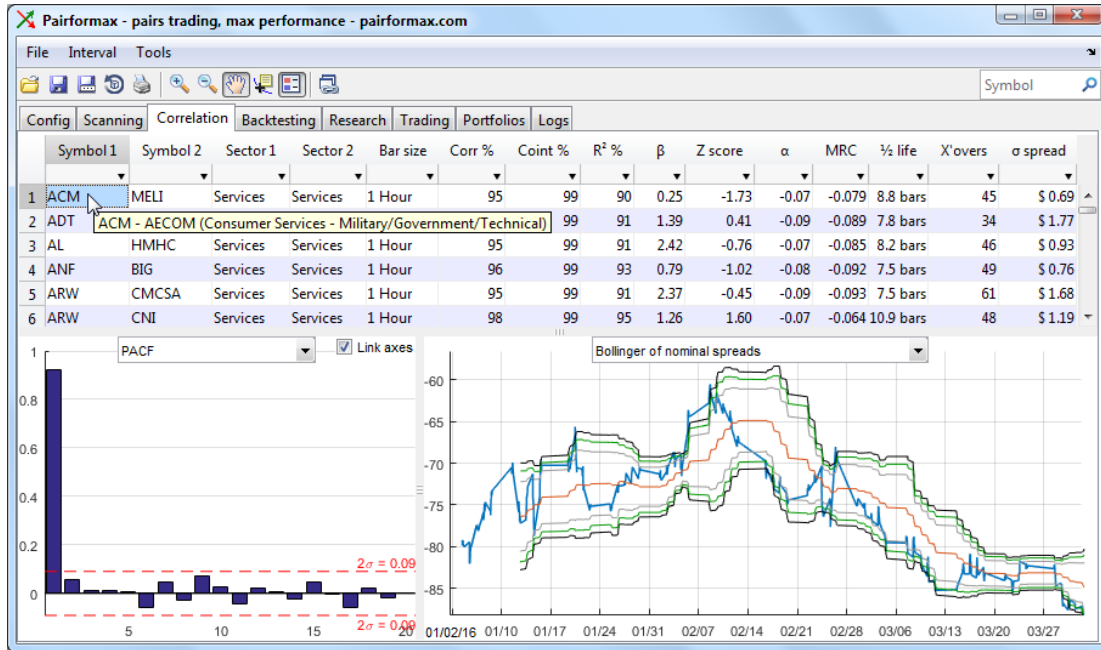 Pairformax - pairs trading, max performance - pairformax.com
File Interval Tools
Symbol
Config Scanning Correlation Backtesting Research Trading Portfolios Logs
Symbol 1 Symbol 2 Sector 1 Sector 2 Bar size Corr % Coint % R² % β Z score α MRC ½ life X'overs σ spread
1 ACM MELI Services Services 1 Hour 95 99 90 0.25 -1.73 -0.07 -0.079 8.8 bars 45 $ 0.69
2 ADT ACM - AECOM (Consumer Services - Military/Government/Technical) 99 91 1.39 0.41 -0.09 -0.089 7.8 bars 34 $ 1.77
3 AL HMHC Services Services 1 Hour 95 99 91 2.42 -0.76 -0.07 -0.085 8.2 bars 46 $ 0.93
4 ANF BIG Services Services 1 Hour 96 99 93 0.79 -1.02 -0.08 -0.092 7.5 bars 49 $ 0.76
5 ARW CMCSA Services Services 1 Hour 95 99 91 2.37 -0.45 -0.09 -0.093 7.5 bars 61 $ 1.68
6 ARW CNI Services Services 1 Hour 98 99 95 1.26 1.60 -0.07 -0.064 10.9 bars 48 $ 1.19
PACF Link axes
1
0.8
0.6
0.4
0.2
0
2σ = 0.09
2σ = 0.09
5 10 15 20
Bollinger of nominal spreads
-60
-65
-70
-75
-80
-85
01/02/16 01/10 01/17 01/24 01/31 02/07 02/14 02/21 02/28 03/06 03/13 03/20 03/27